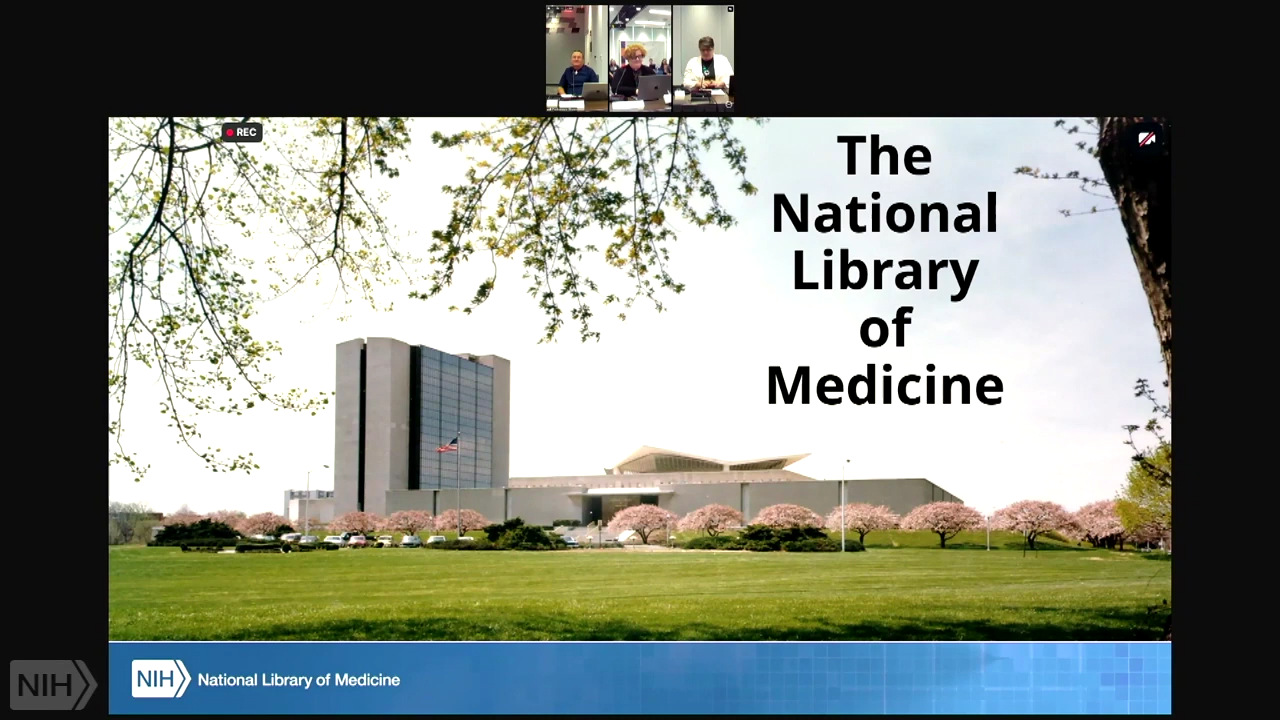 REC
The
National
Library
of
Medicine
NIH
National Library of Medicine
NIH